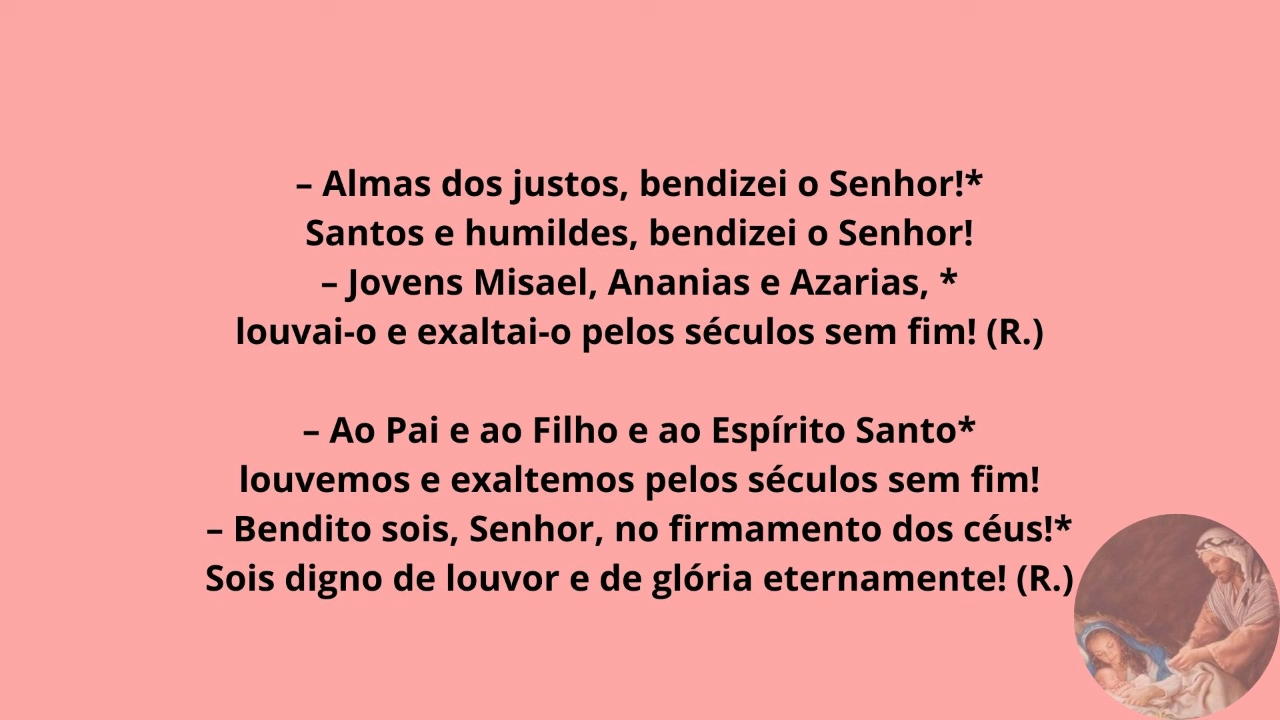 – Almas dos justos, bendizei o Senhor!*
Santos e humildes, bendizei o Senhor!
– Jovens Misael, Ananias e Azarias, *
louvai-o e exaltai-o pelos séculos sem fim! (R.)
– Ao Pai e ao Filho e ao Espírito Santo*
louvemos e exaltemos pelos séculos sem fim!
– Bendito sois, Senhor, no firmamento dos céus!*
Sois digno de louvor e de glória eternamente! (R.)